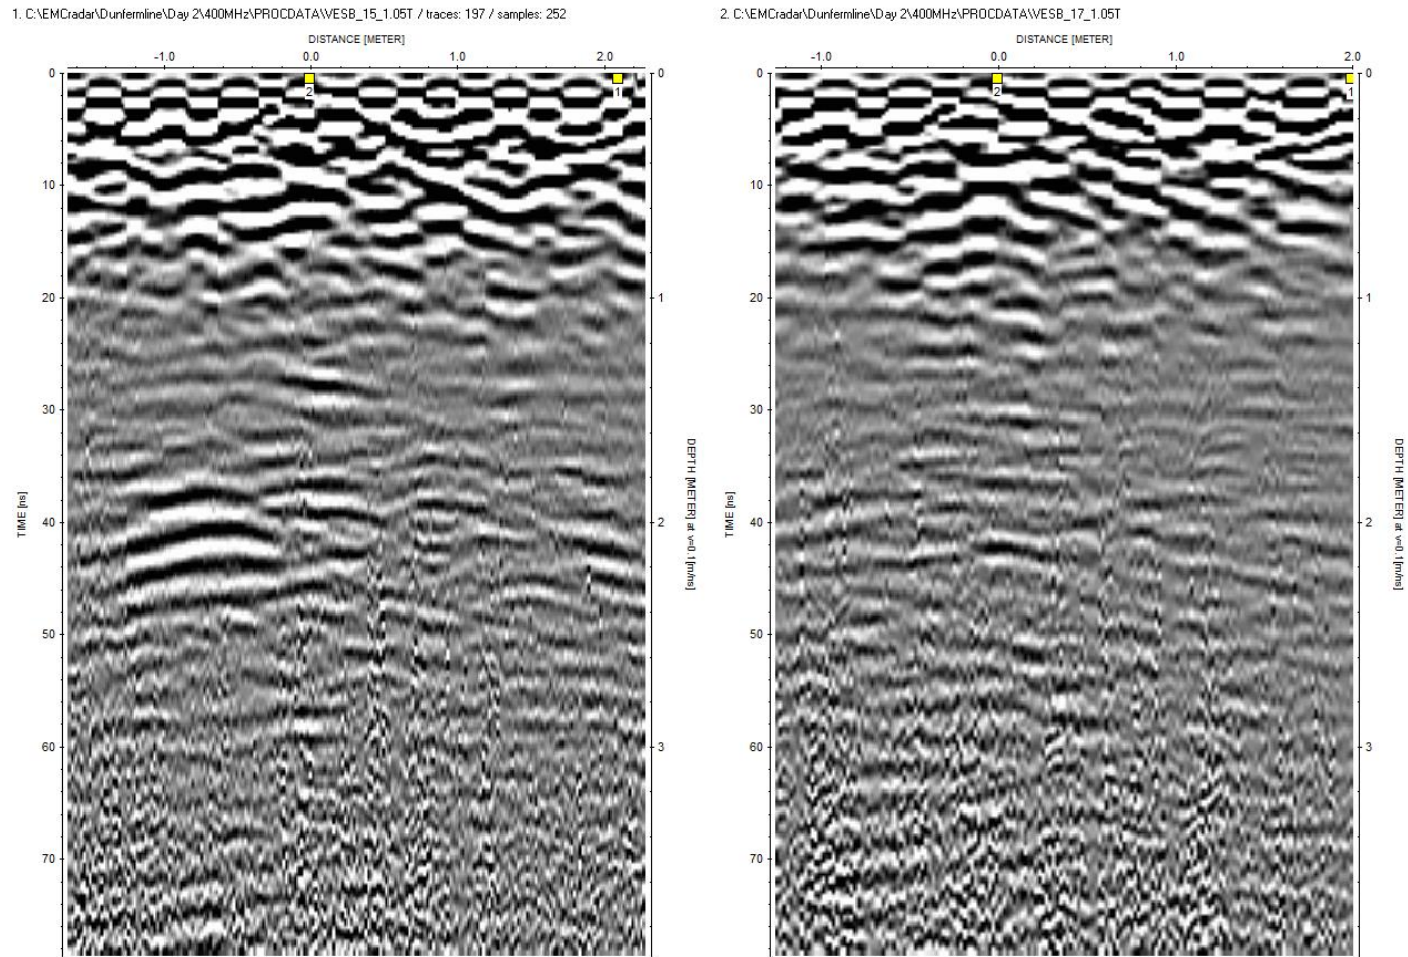 1. C:\EMCradar\Dunfermline\Day 2\400MHz\PROCDATA\VESB_15_1.05T / traces: 197 / samples: 252
DISTANCE [METER]
-1.0 0.0 1.0 2.0
2 1
0 0
10
20 1
30
40 2
50
60 3
70
TIME [ns]
DEPTH [METER] at v=0.1 [m/ns]
2. C:\EMCradar\Dunfermline\Day 2\400MHz\PROCDATA\VESB_17_1.05T
DISTANCE [METER]
-1.0 0.0 1.0 2.0
2 1
0 0
10
20 1
30
40 2
50
60 3
70
TIME [ns]
DEPTH [METER] at v=0.1 [m/ns]